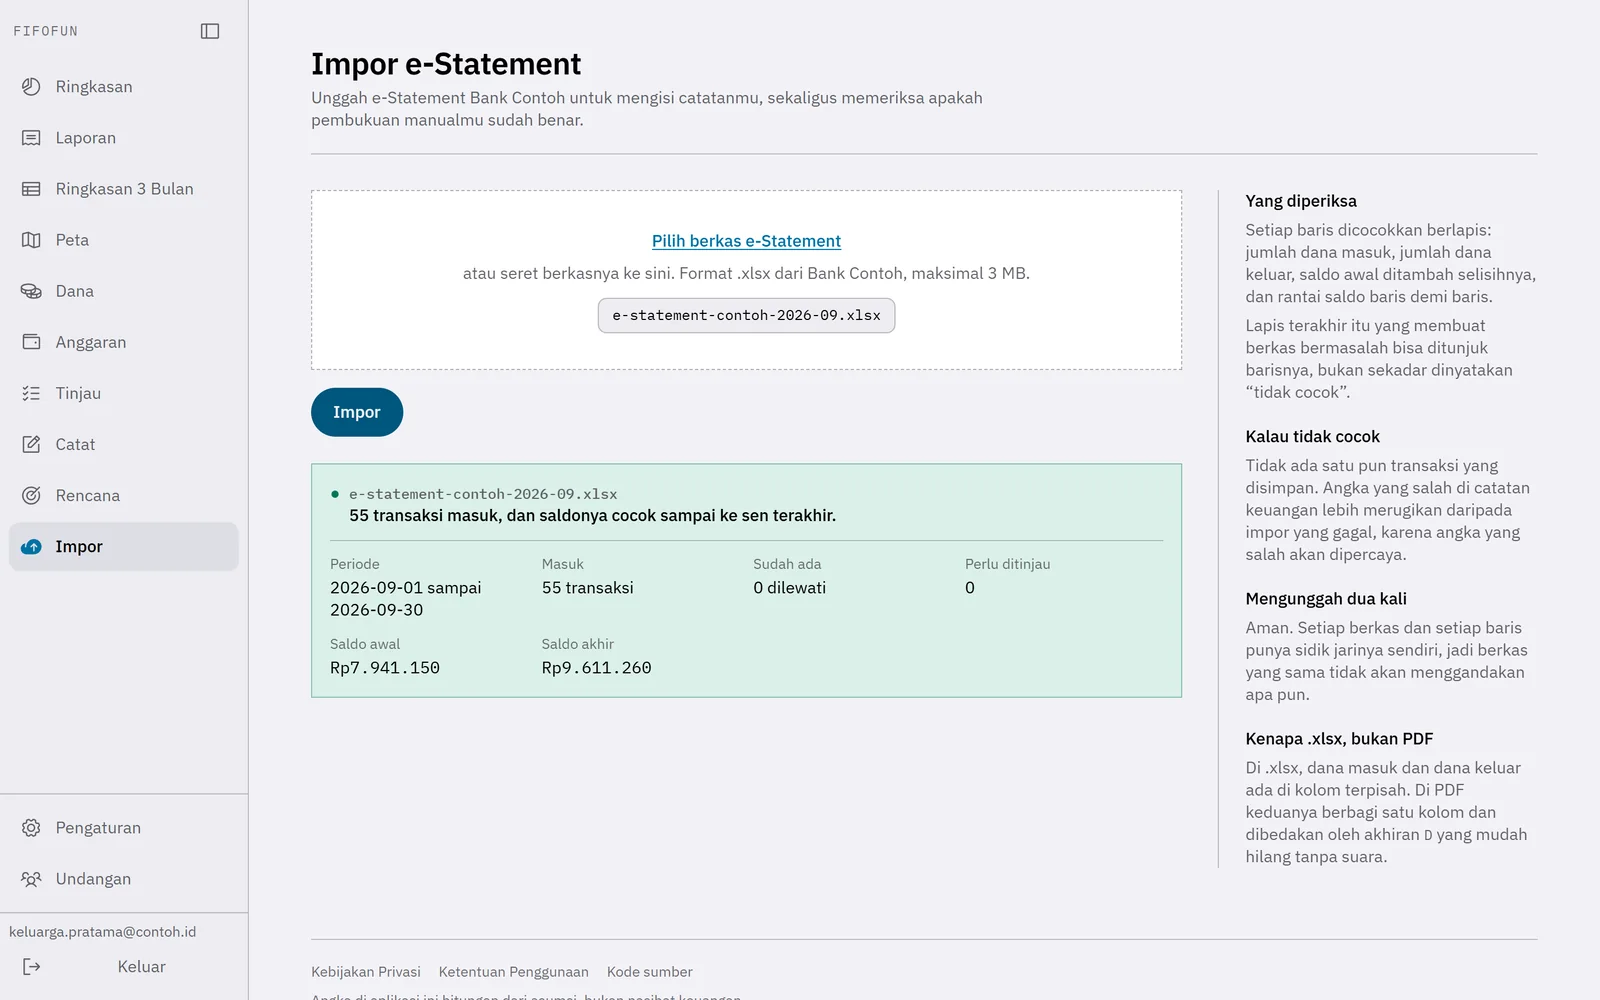 FIFOFUN
Ringkasan
Laporan
Ringkasan 3 Bulan
Peta
Dana
Anggaran
Tinjau
Catat
Rencana
Impor
Pengaturan
Undangan
keluarga.pratama@contoh.id
Keluar
Impor e-Statement
Unggah e-Statement Bank Contoh untuk mengisi catatanmu, sekaligus memeriksa apakah
pembukuan manualmu sudah benar.
Pilih berkas e-Statement
atau seret berkasnya ke sini. Format .xlsx dari Bank Contoh, maksimal 3 MB.
e-statement-contoh-2026-09.xlsx
Impor
e-statement-contoh-2026-09.xlsx
55 transaksi masuk, dan saldonya cocok sampai ke sen terakhir.
Periode
2026-09-01 sampai
2026-09-30
Masuk
55 transaksi
Sudah ada
0 dilewati
Perlu ditinjau
0
Saldo awal
Rp7.941.150
Saldo akhir
Rp9.611.260
Yang diperiksa
Setiap baris dicocokkan berlapis:
jumlah dana masuk, jumlah dana
keluar, saldo awal ditambah selisihnya,
dan rantai saldo baris demi baris.
Lapis terakhir itu yang membuat
berkas bermasalah bisa ditunjuk
barisnya, bukan sekadar dinyatakan
“tidak cocok”.
Kalau tidak cocok
Tidak ada satu pun transaksi yang
disimpan. Angka yang salah di catatan
keuangan lebih merugikan daripada
impor yang gagal, karena angka yang
salah akan dipercaya.
Mengunggah dua kali
Aman. Setiap berkas dan setiap baris
punya sidik jarinya sendiri, jadi berkas
yang sama tidak akan menggandakan
apa pun.
Kenapa .xlsx, bukan PDF
Di .xlsx, dana masuk dan dana keluar
ada di kolom terpisah. Di PDF
keduanya berbagi satu kolom dan
dibedakan oleh akhiran D yang mudah
hilang tanpa suara.
Kebijakan Privasi
Ketentuan Penggunaan
Kode sumber
Angka di aplikasi ini hitungan dari asumsi, bukan nasihat keuangan.